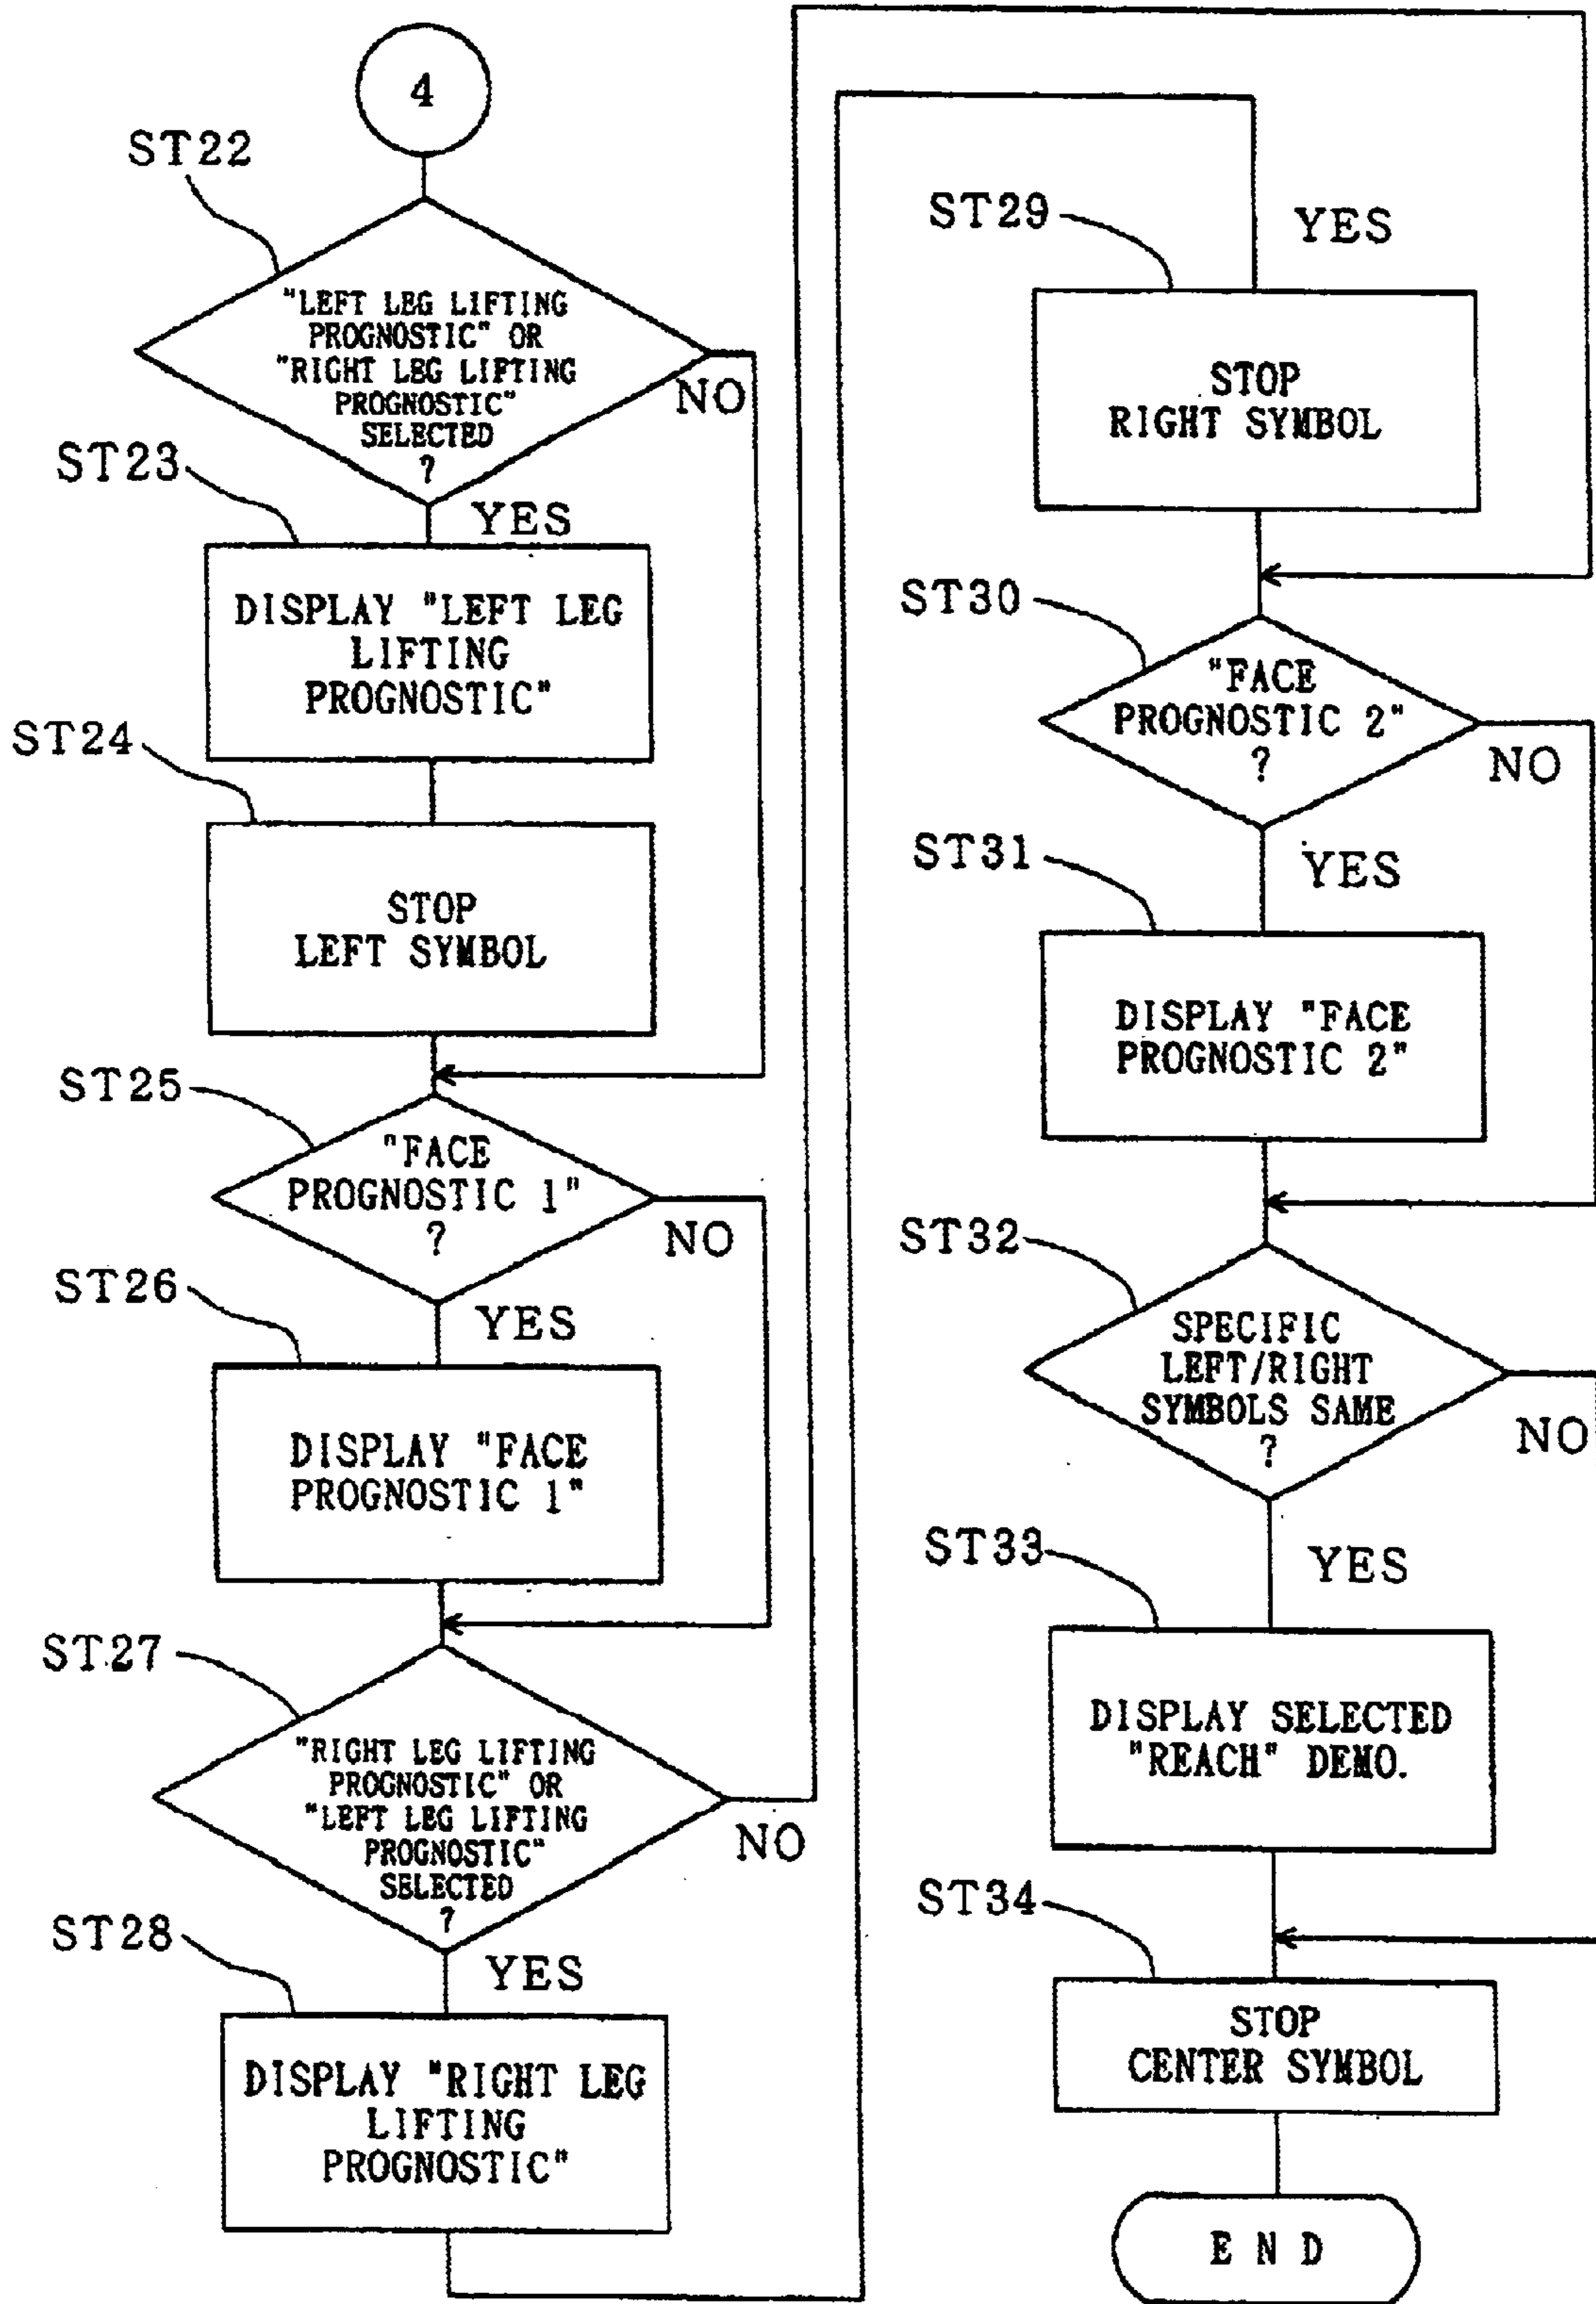 4
ST22
"LEFT LEG LIFTING
PROGNOSTIC" OR
"RIGHT LEG LIFTING
PROGNOSTIC"
SELECTED
?
NO
YES
ST23
DISPLAY "LEFT LEG
LIFTING
PROGNOSTIC"
ST24
STOP
LEFT SYMBOL
ST25
"FACE
PROGNOSTIC 1"
?
NO
YES
ST26
DISPLAY "FACE
PROGNOSTIC 1"
ST27
"RIGHT LEG LIFTING
PROGNOSTIC" OR
"LEFT LEG LIFTING
PROGNOSTIC"
SELECTED
?
NO
YES
ST28
DISPLAY "RIGHT LEG
LIFTING
PROGNOSTIC"
YES
ST29
STOP
RIGHT SYMBOL
ST30
"FACE
PROGNOSTIC 2"
?
NO
YES
ST31
DISPLAY "FACE
PROGNOSTIC 2"
ST32
SPECIFIC
LEFT/RIGHT
SYMBOLS SAME
?
NO
YES
ST33
DISPLAY SELECTED
"REACH" DEMO.
ST34
STOP
CENTER SYMBOL
END